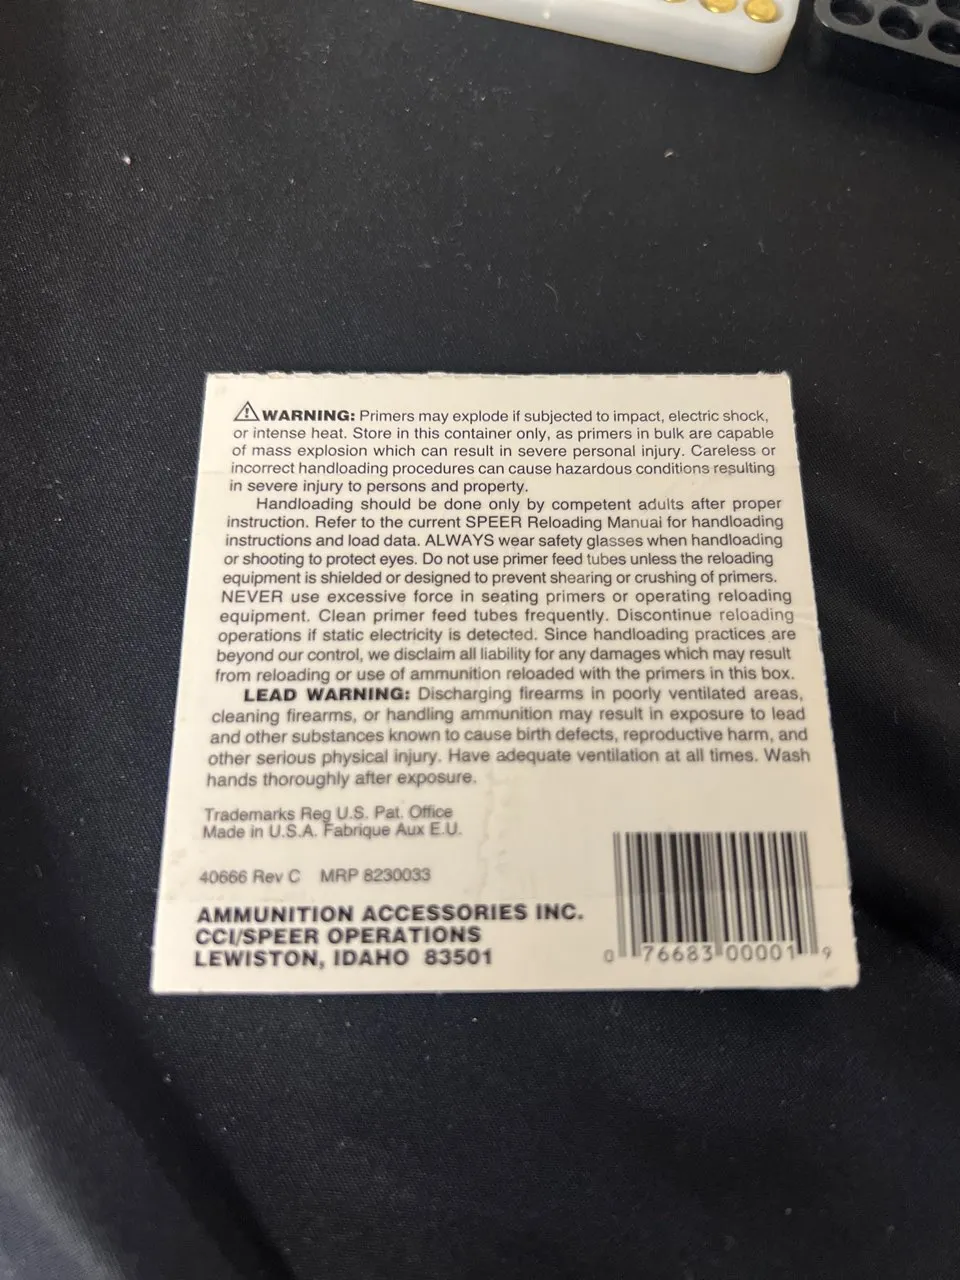 ⚠ WARNING: Primers may explode if subjected to impact, electric shock,
or intense heat. Store in this container only, as primers in bulk are capable
of mass explosion which can result in severe personal injury. Careless or
incorrect handloading procedures can cause hazardous conditions resulting
in severe injury to persons and property.
Handloading should be done only by competent adults after proper
instruction. Refer to the current SPEER Reloading Manual for handloading
instructions and load data. ALWAYS wear safety glasses when handloading
or shooting to protect eyes. Do not use primer feed tubes unless the reloading
equipment is shielded or designed to prevent shearing or crushing of primers.
NEVER use excessive force in seating primers or operating reloading
equipment. Clean primer feed tubes frequently. Discontinue reloading
operations if static electricity is detected. Since handloading practices are
beyond our control, we disclaim all liability for any damages which may result
from reloading or use of ammunition reloaded with the primers in this box.
LEAD WARNING: Discharging firearms in poorly ventilated areas,
cleaning firearms, or handling ammunition may result in exposure to lead
and other substances known to cause birth defects, reproductive harm, and
other serious physical injury. Have adequate ventilation at all times. Wash
hands thoroughly after exposure.
Trademarks Reg U.S. Pat. Office
Made in U.S.A. Fabrique Aux E.U.
40666 Rev C MRP 8230033
AMMUNITION ACCESSORIES INC.
CCI/SPEER OPERATIONS
LEWISTON, IDAHO 83501
0 76683 00001 9